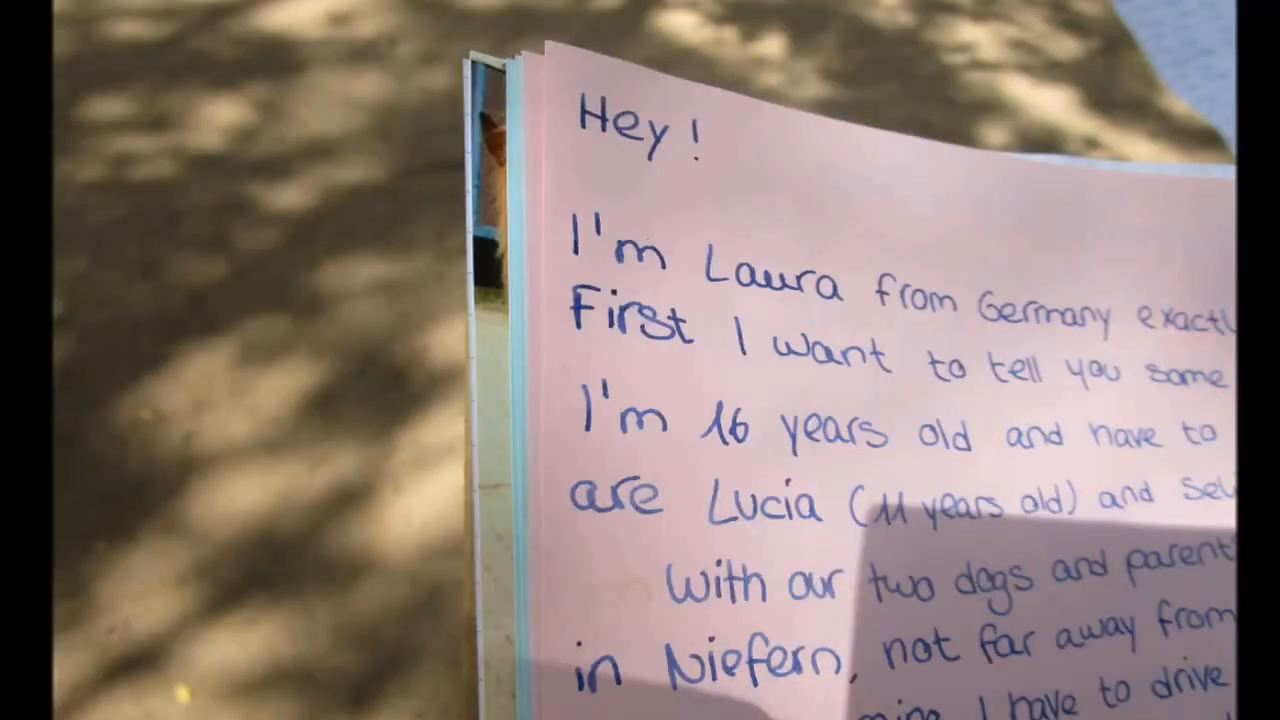 Hey!
I'm Laura from Germany exactl
First I want to tell you some
I'm 16 years old and have to
are Lucia (11 years old) and Sel
With our two dogs and parent
in Niefern, not far away from
I have to drive